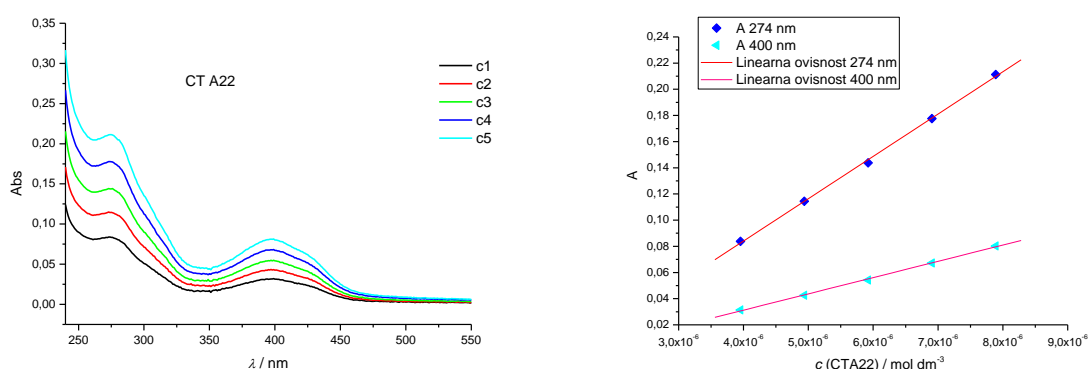 0,35
0,30
0,25
0,20
0,15
0,10
0,05
0,00
Abs
CT A22
c1
c2
c3
c4
c5
250 300 350 400 450 500 550
λ / nm
A 274 nm
A 400 nm
Linearna ovisnost 274 nm
Linearna ovisnost 400 nm
0,24
0,22
0,20
0,18
0,16
0,14
0,12
0,10
0,08
0,06
0,04
0,02
A
3,0x10⁻⁶ 4,0x10⁻⁶ 5,0x10⁻⁶ 6,0x10⁻⁶ 7,0x10⁻⁶ 8,0x10⁻⁶ 9,0x10⁻⁶
c (CTA22) / mol dm⁻³